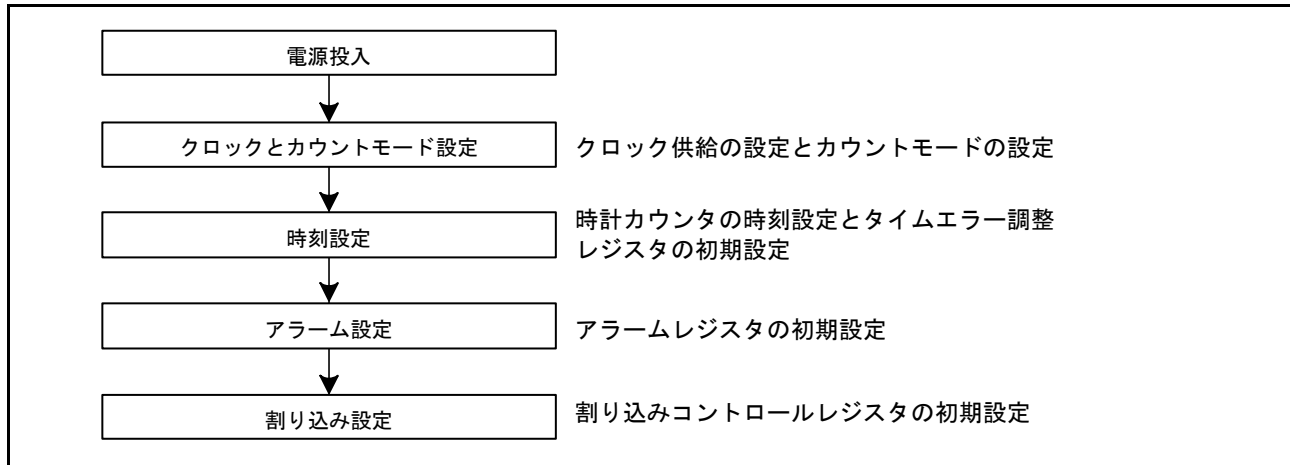 電源投入
クロックとカウントモード設定
クロック供給の設定とカウントモードの設定
時刻設定
時計カウンタの時刻設定とタイムエラー調整
レジスタの初期設定
アラーム設定
アラームレジスタの初期設定
割り込み設定
割り込みコントロールレジスタの初期設定